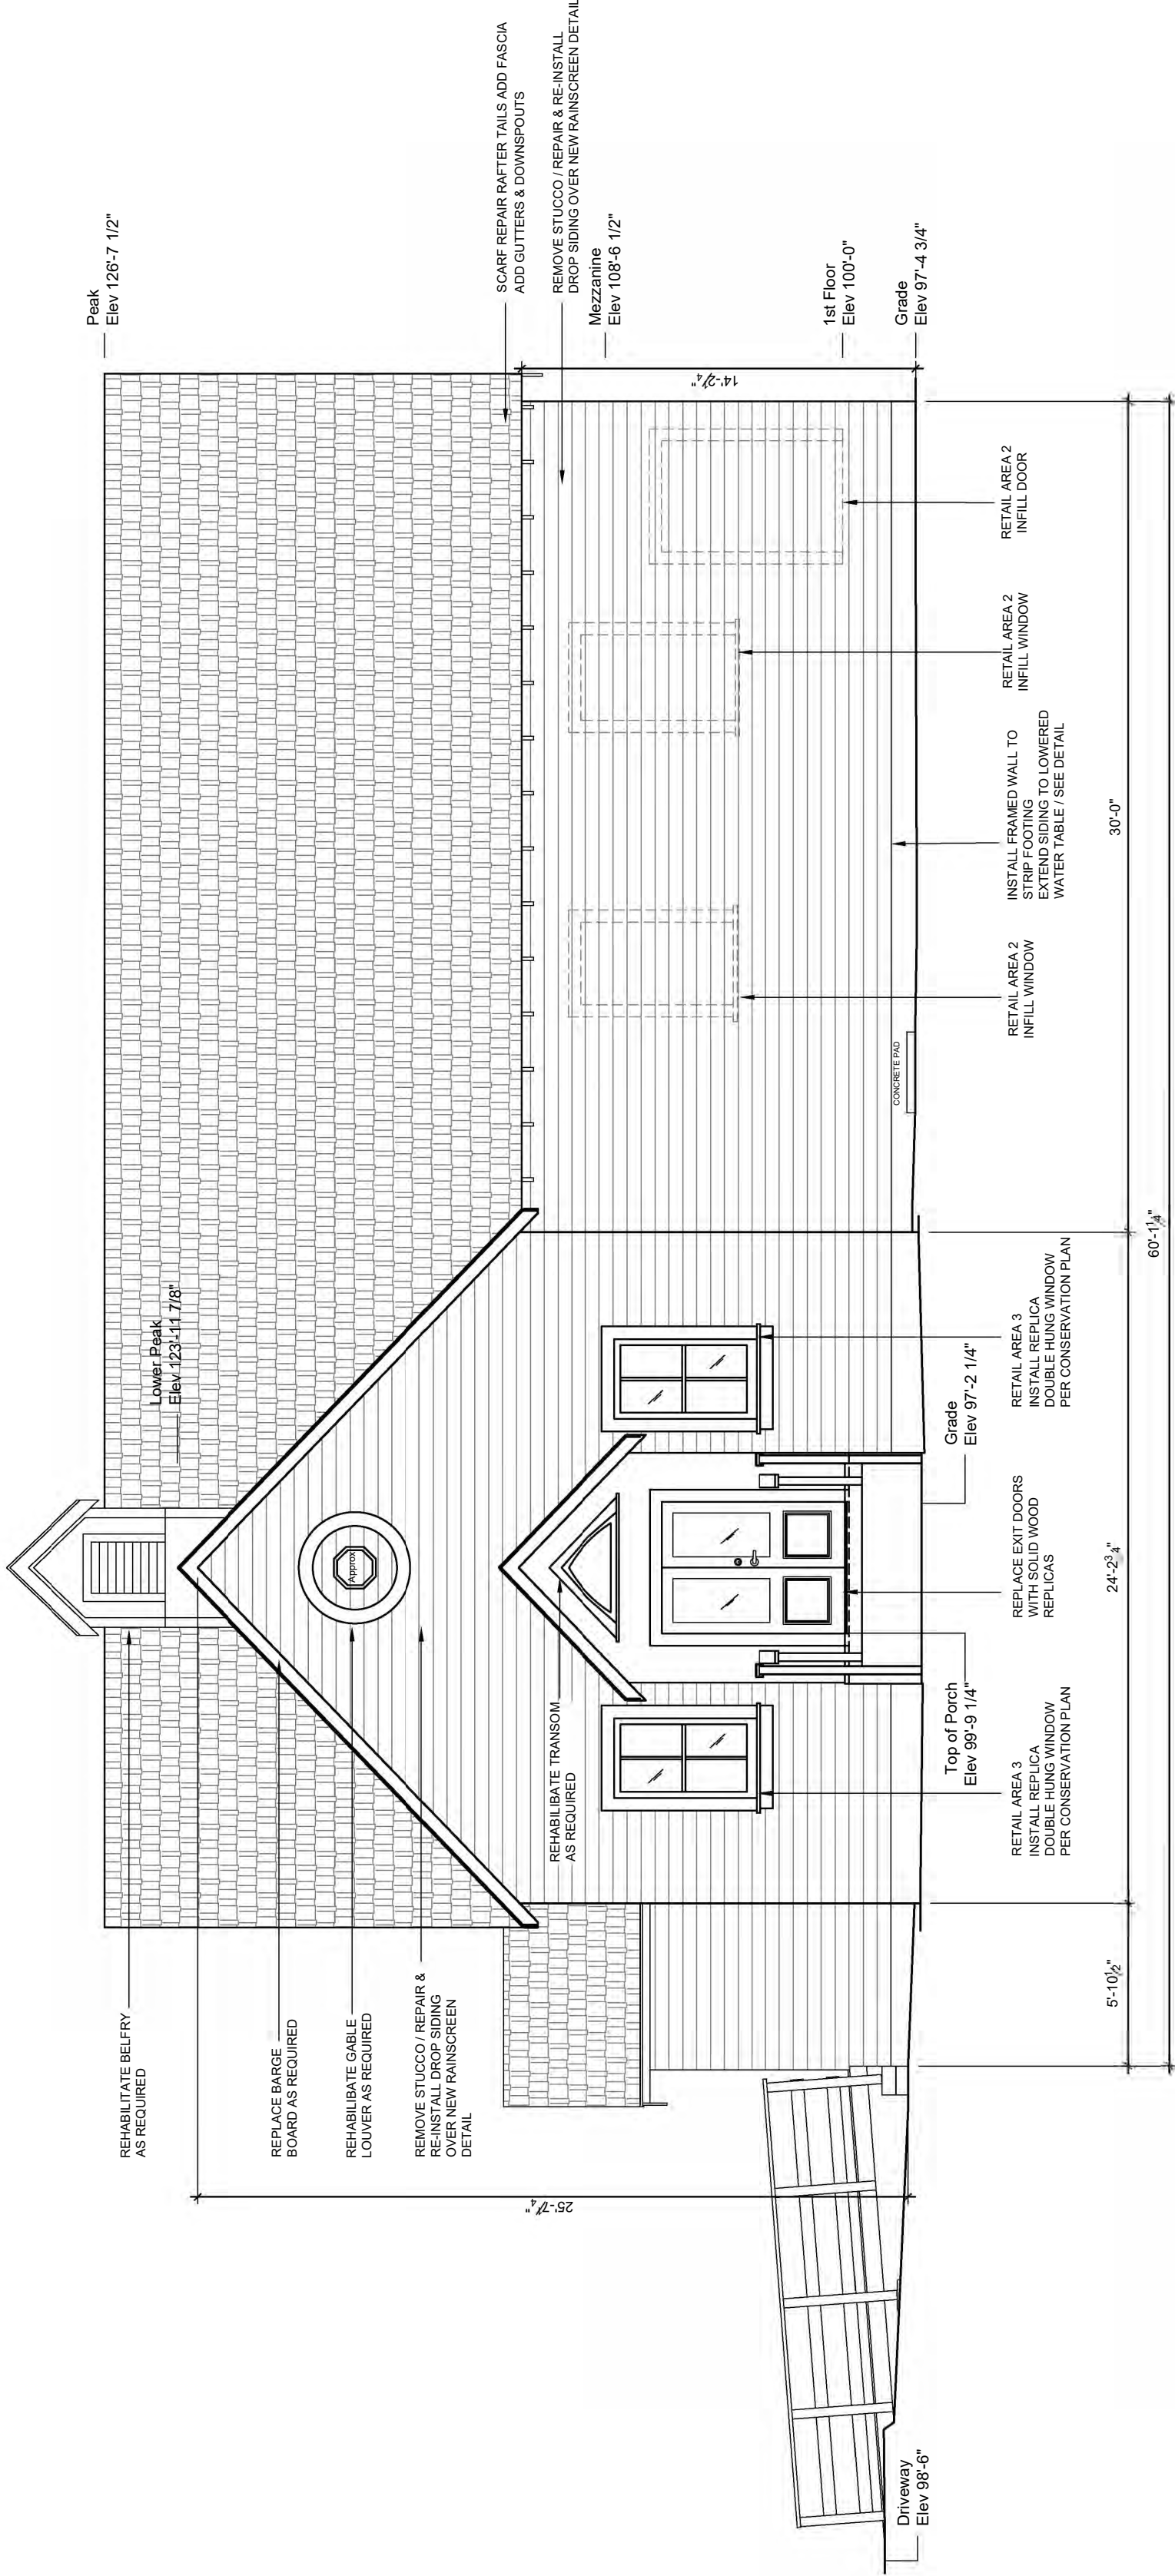 Peak
Elev 126'-7 1/2"
Lower Peak
Elev 123'-11 7/8"
REHABILITATE BELFRY
AS REQUIRED
REPLACE BARGE
BOARD AS REQUIRED
REHABILIBATE GABLE
LOUVER AS REQUIRED
REMOVE STUCCO / REPAIR &
RE-INSTALL DROP SIDING
OVER NEW RAINSCREEN
DETAIL
Approx
SCARF REPAIR RAFTER TAILS ADD FASCIA
ADD GUTTERS & DOWNSPOUTS
REMOVE STUCCO / REPAIR & RE-INSTALL
DROP SIDING OVER NEW RAINSCREEN DETAIL
REHABILIBATE TRANSOM
AS REQUIRED
Mezzanine
Elev 108'-6 1/2"
25'-7¼"
14'-2¼"
1st Floor
Elev 100'-0"
Grade
Elev 97'-4 3/4"
CONCRETE PAD
Driveway
Elev 98'-6"
Top of Porch
Elev 99'-9 1/4"
Grade
Elev 97'-2 1/4"
RETAIL AREA 3
INSTALL REPLICA
DOUBLE HUNG WINDOW
PER CONSERVATION PLAN
REPLACE EXIT DOORS
WITH SOLID WOOD
REPLICAS
RETAIL AREA 3
INSTALL REPLICA
DOUBLE HUNG WINDOW
PER CONSERVATION PLAN
RETAIL AREA 2
INFILL WINDOW
INSTALL FRAMED WALL TO
STRIP FOOTING
EXTEND SIDING TO LOWERED
WATER TABLE / SEE DETAIL
RETAIL AREA 2
INFILL WINDOW
RETAIL AREA 2
INFILL DOOR
5'-10½"
24'-2¾"
30'-0"
60'-1¼"